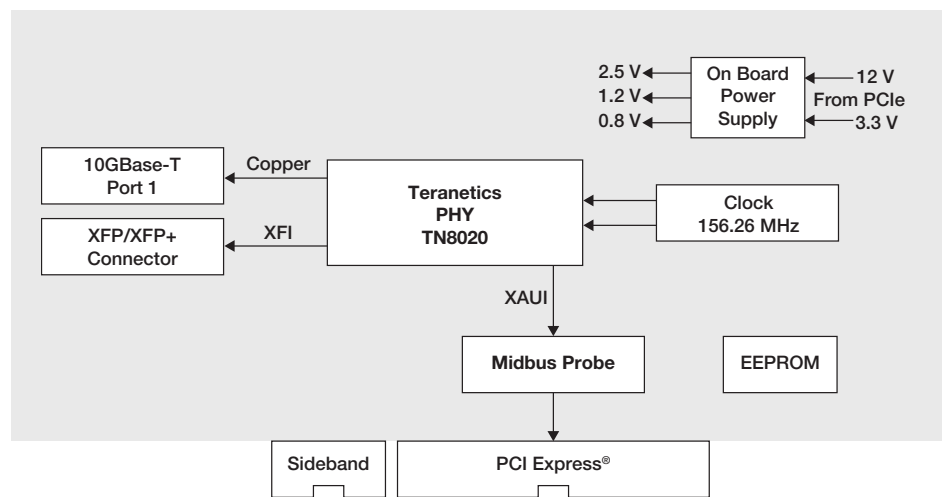 2.5 V
1.2 V
0.8 V
On Board
Power
Supply
12 V
From PCIe
3.3 V
10GBase-T
Port 1
Copper
XFP/XFP+
Connector
XFI
Teranetics
PHY
TN8020
Clock
156.26 MHz
XAUI
Midbus Probe
EEPROM
Sideband
PCI Express®